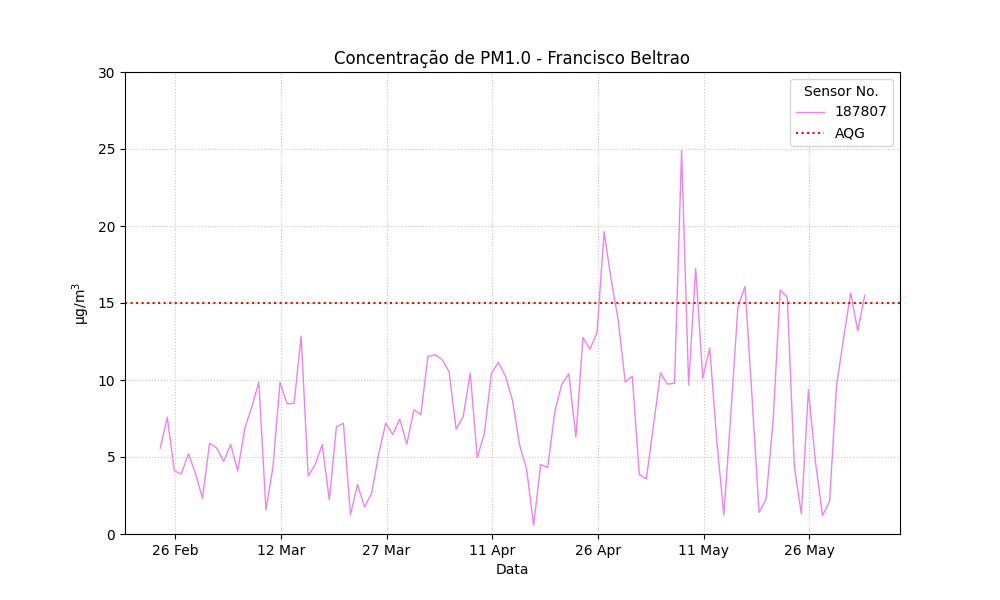 Concentração de PM1.0 - Francisco Beltrao
Sensor No.
187807
AQG
30
25
20
15
10
5
0
µg/m³
26 Feb
12 Mar
27 Mar
11 Apr
26 Apr
11 May
26 May
Data